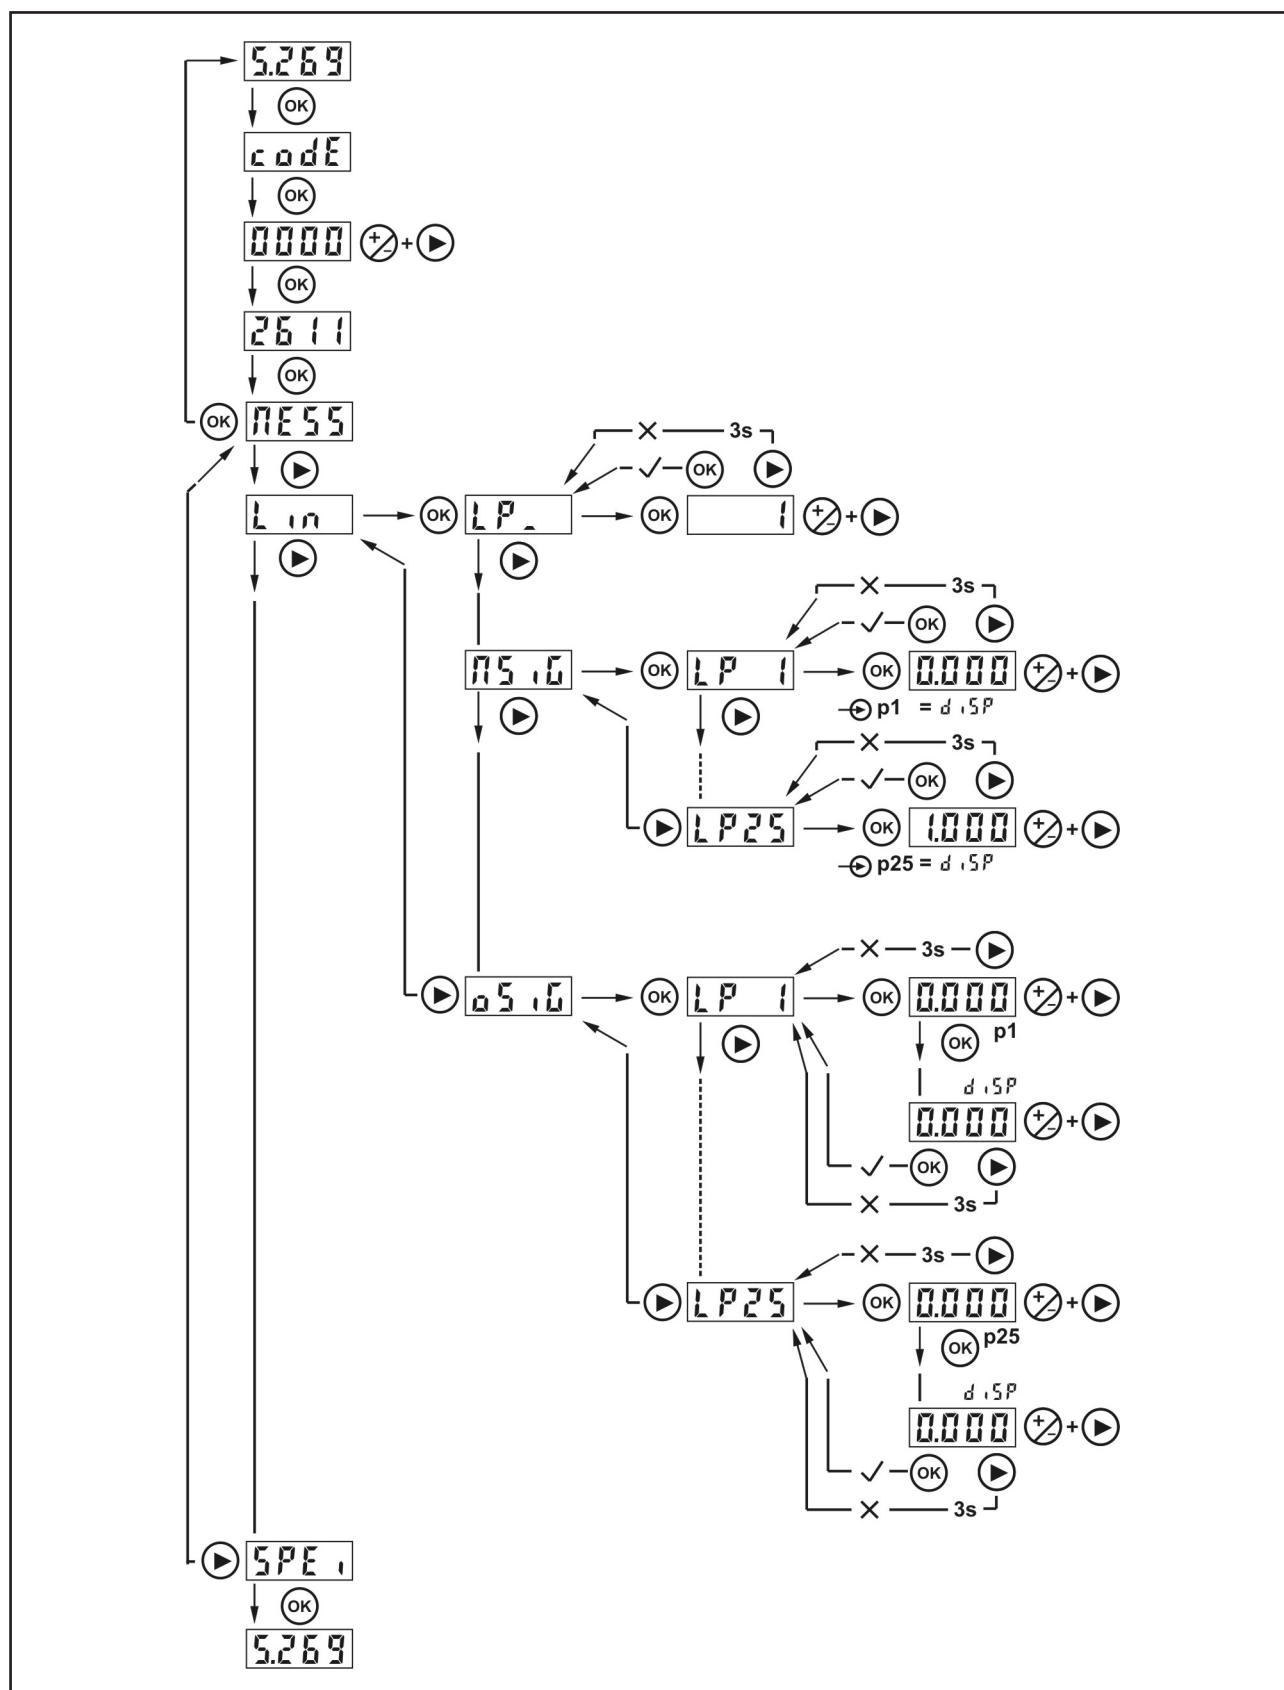 5.269
OK
codE
OK
0000 +/- + 
OK
2611
OK
OK MESS
3s
OK
Lin OK LP_ OK 1 +/- +
3s
OK
MSiG OK LP 1 OK 0.000 +/- +
p1 = diSP
3s
OK
LP25 OK 1.000 +/- +
p25 = diSP
3s
oSiG OK LP 1 OK 0.000 +/- +
OK p1
diSP
0.000 +/- +
OK
3s
3s
LP25 OK 0.000 +/- +
OK p25
diSP
0.000 +/- +
OK
3s
SPEi
OK
5.269